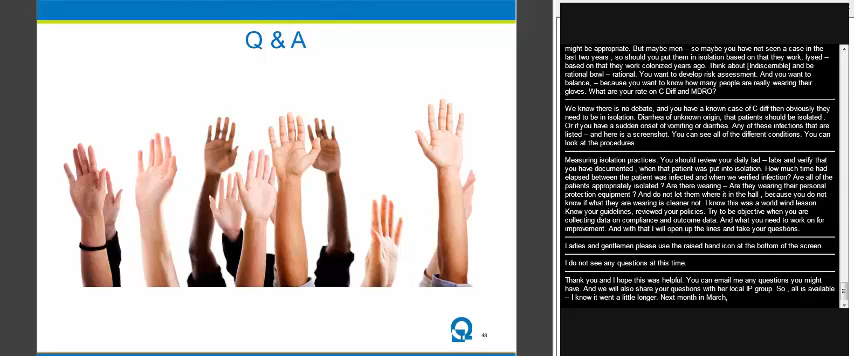 Q & A
48
might be appropriate. But maybe men – so maybe you have not seen a case in the
last two years , so should you put them in isolation based on that they work. lysed –
based on that they work colonized years ago. Think about [Indiscernible] and be
rational bowl – rational. You want to develop risk assessment. And you want to
balance, – because you want to know how many people are really wearing their
gloves. What are your rate on C Diff and MDRO?
We know there is no debate, and you have a known case of C diff then obviously they
need to be in isolation. Diarrhea of unknown origin, that patients should be isolated .
Or if you have a sudden onset of vomiting or diarrhea. Any of these infections that are
listed – and here is a screenshot. You can see all of the different conditions. You can
look at the procedures
Measuring isolation practices. You should review your daily lad – labs and verify that
you have documented , when that patient was put into isolation. How much time had
elapsed between the patient was infected and when we verified infection? Are all of the
patients appropriately isolated ? Are there wearing – Are they wearing their personal
protection equipment ? And do not let them where it in the hall , because you do not
know if what they are wearing is cleaner not. I know this was a world wind lesson.
Know your guidelines, reviewed your policies. Try to be objective when you are
collecting data on compliance and outcome data. And what you need to work on for
improvement. And with that I will open up the lines and take your questions.
Ladies and gentlemen please use the raised hand icon at the bottom of the screen.
I do not see any questions at this time.
Thank you and I hope this was helpful. You can email me any questions you might
have. And we will also share your questions with her local IP group. So , all is available
– I know it went a little longer. Next month in March,